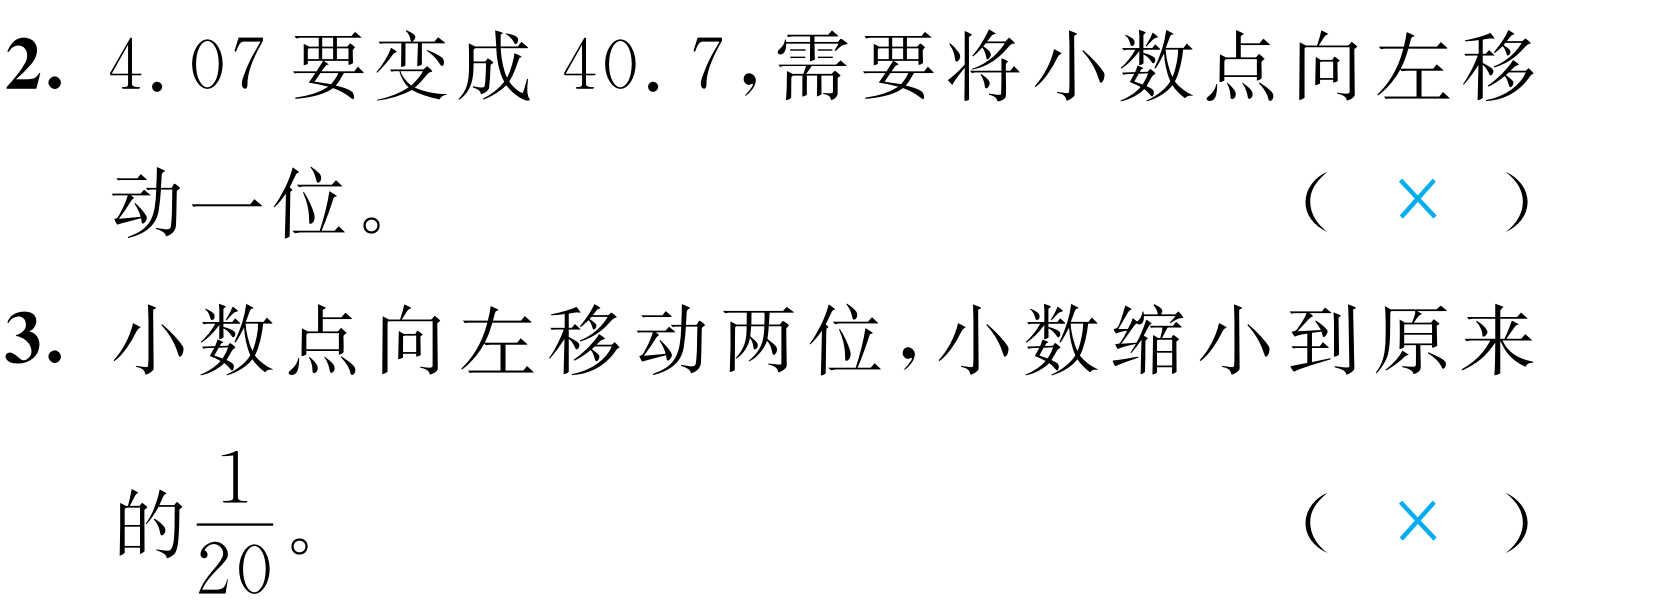 2. 4.07要变成 40.7,需要将小数点向左移
动一位。 ( × )
3. 小数点向左移动两位,小数缩小到原来
的1/20。 ( × )